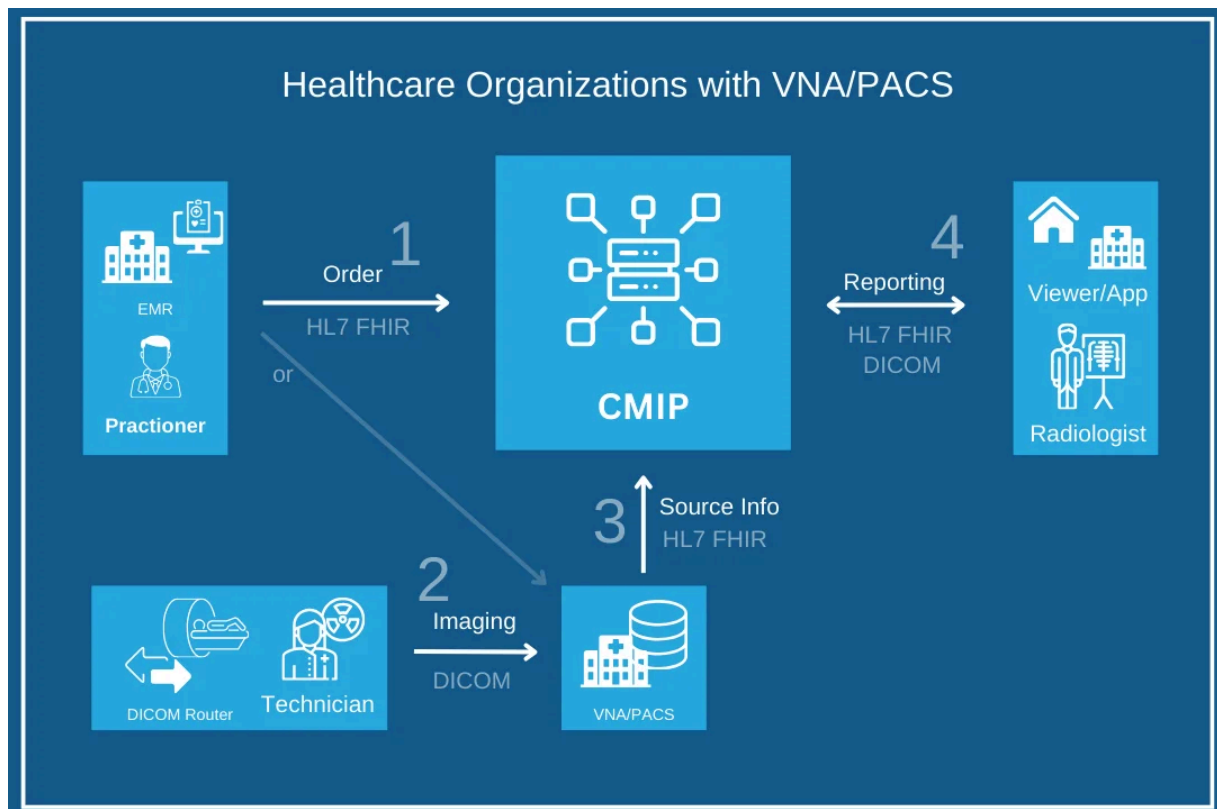 Healthcare Organizations with VNA/PACS
EMR
Practioner
1
Order
HL7 FHIR
or
CMIP
4
Reporting
HL7 FHIR
DICOM
Viewer/App
Radiologist
3
Source Info
HL7 FHIR
DICOM Router
Technician
2
Imaging
DICOM
VNA/PACS